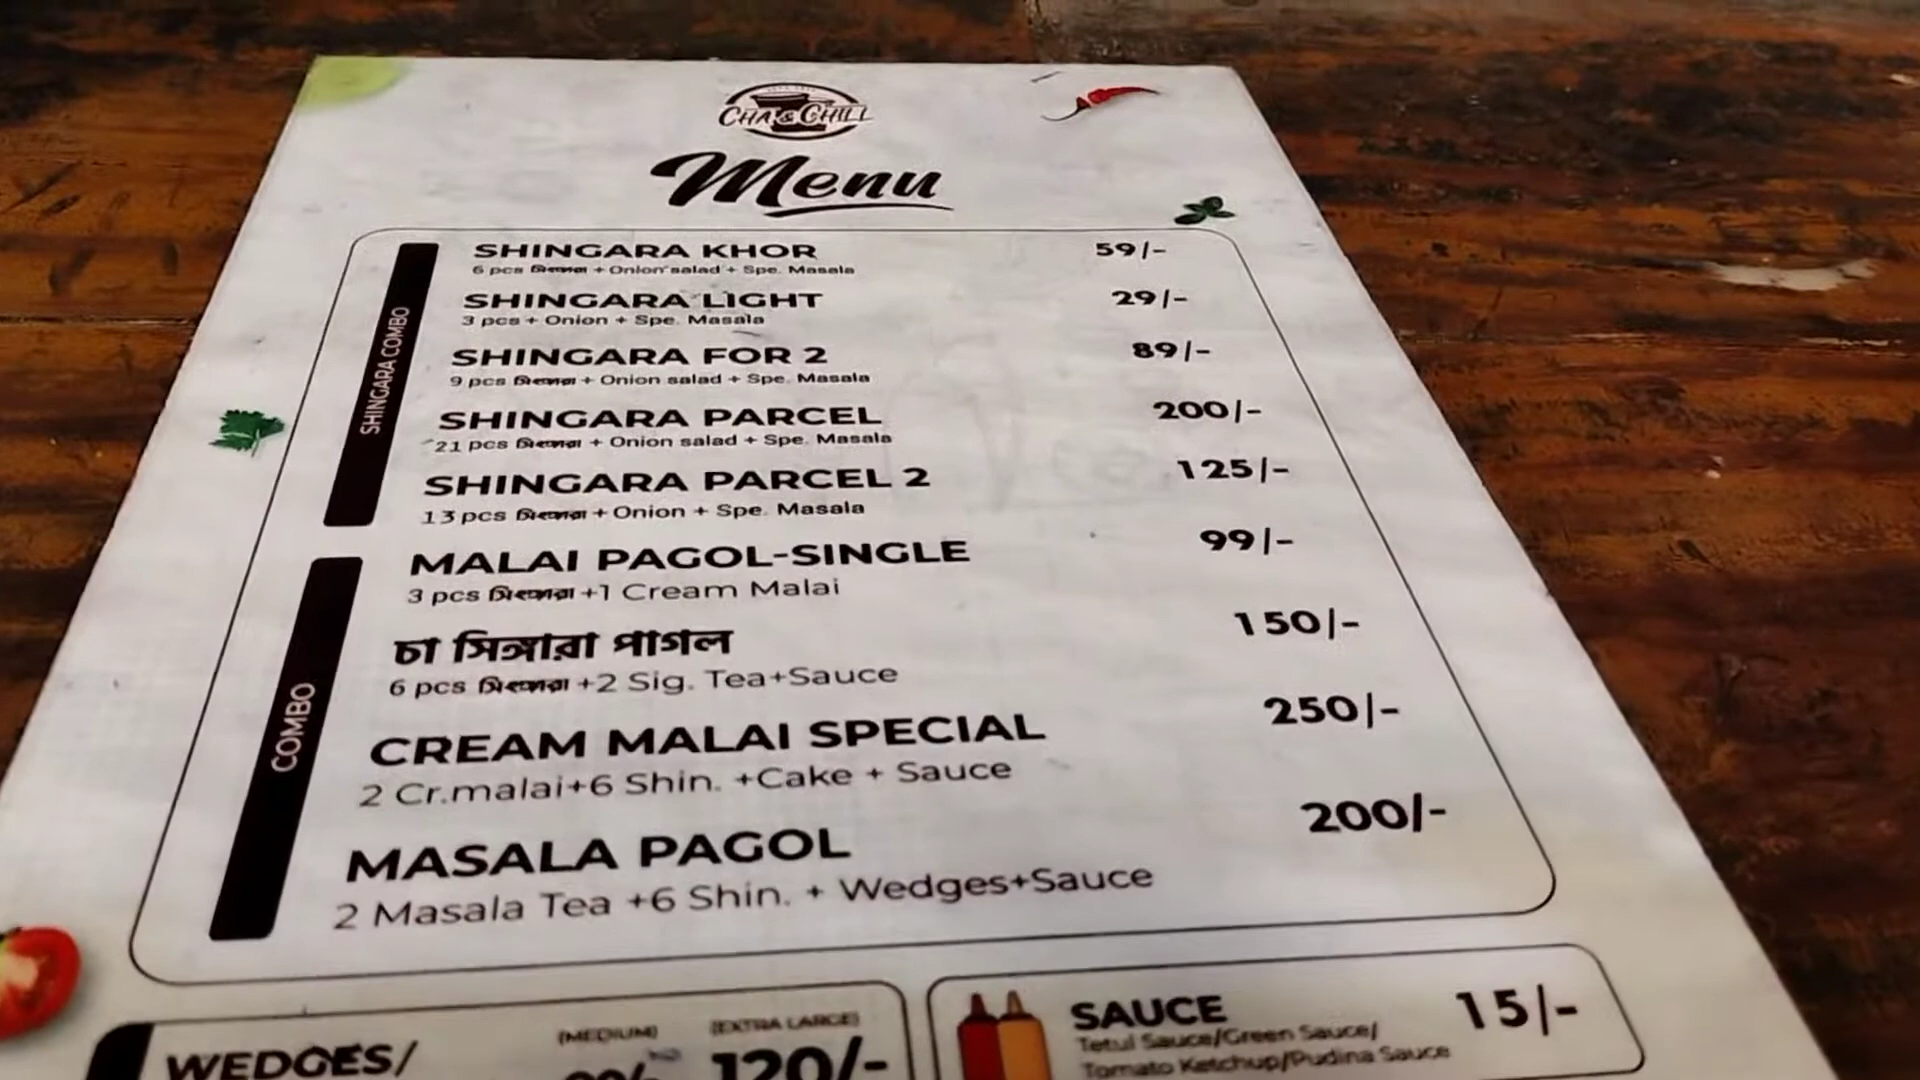 CHA & CHILL
Menu
SHINGARA COMBO
SHINGARA KHOR 59/-
6 pcs সিঙ্গারা + Onion salad + Spe. Masala
SHINGARA LIGHT 29/-
3 pcs + Onion + Spe. Masala
SHINGARA FOR 2 89/-
9 pcs সিঙ্গারা + Onion salad + Spe. Masala
SHINGARA PARCEL 200/-
21 pcs সিঙ্গারা + Onion salad + Spe. Masala
SHINGARA PARCEL 2 125/-
13 pcs সিঙ্গারা + Onion + Spe. Masala
COMBO
MALAI PAGOL-SINGLE 99/-
3 pcs সিঙ্গারা +1 Cream Malai
চা সিঙ্গারা পাগল 150/-
6 pcs সিঙ্গারা +2 Sig. Tea+Sauce
CREAM MALAI SPECIAL 250/-
2 Cr.malai+6 Shin. +Cake + Sauce
MASALA PAGOL 200/-
2 Masala Tea +6 Shin. + Wedges+Sauce
(MEDIUM) (EXTRA LARGE)
WEDGES/ 120/-
SAUCE 15/-
Tetul Sauce/Green Sauce/
Tomato Ketchup/Pudina Sauce